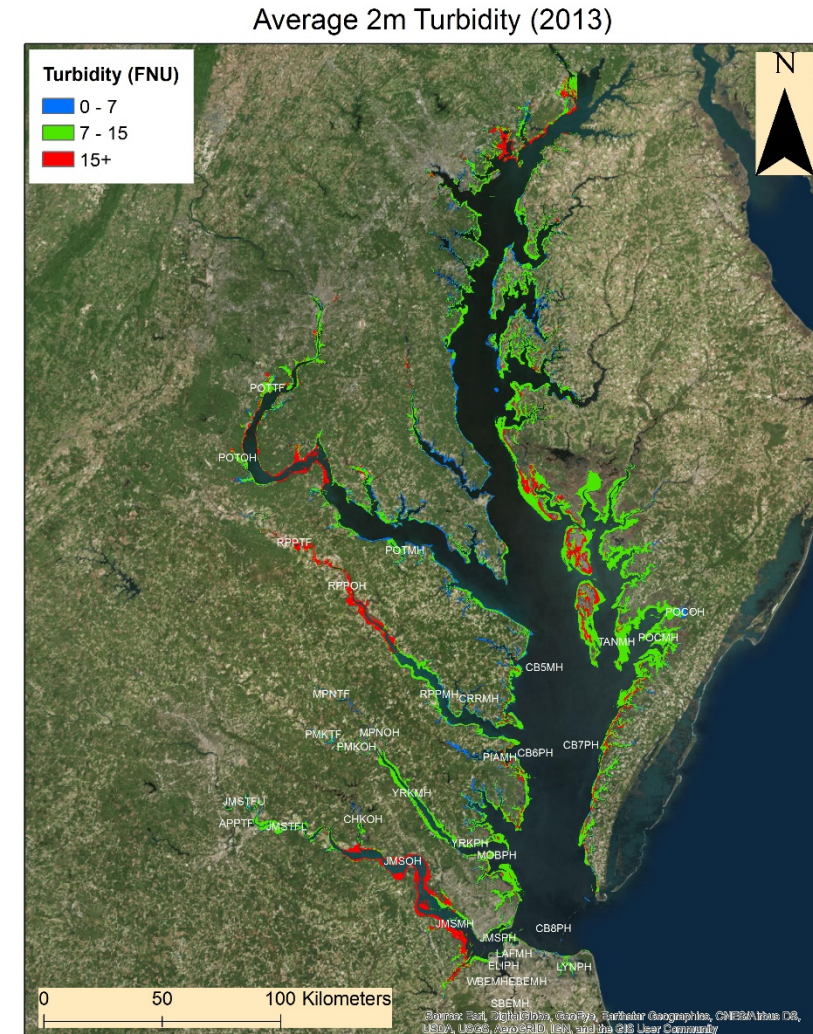 Average 2m Turbidity (2013)
N
Turbidity (FNU)
0 - 7
7 - 15
15+
POTTF
POTOH
POTMH
RPPTF
RPPOH
POCOH
POCMH
TANMH
CB5MH
RPPMH
CRRMH
MPNTF
MPNOH
PMKTF
PMKOH
PIAMH
CB6PH
CB7PH
YRKMH
JMSTFU
APPTF
JMSTFL
CHKOH
YRKPH
MOBPH
JMSOH
JMSMH
JMSPH
CB8PH
LAFMH
ELIPH
LYNPH
WBEMH
EBEMH
SBEMH
0 50 100 Kilometers
Source: Esri, DigitalGlobe, GeoEye, Earthstar Geographics, CNES/Airbus DS,
USDA, USGS, AeroGRID, IGN, and the GIS User Community